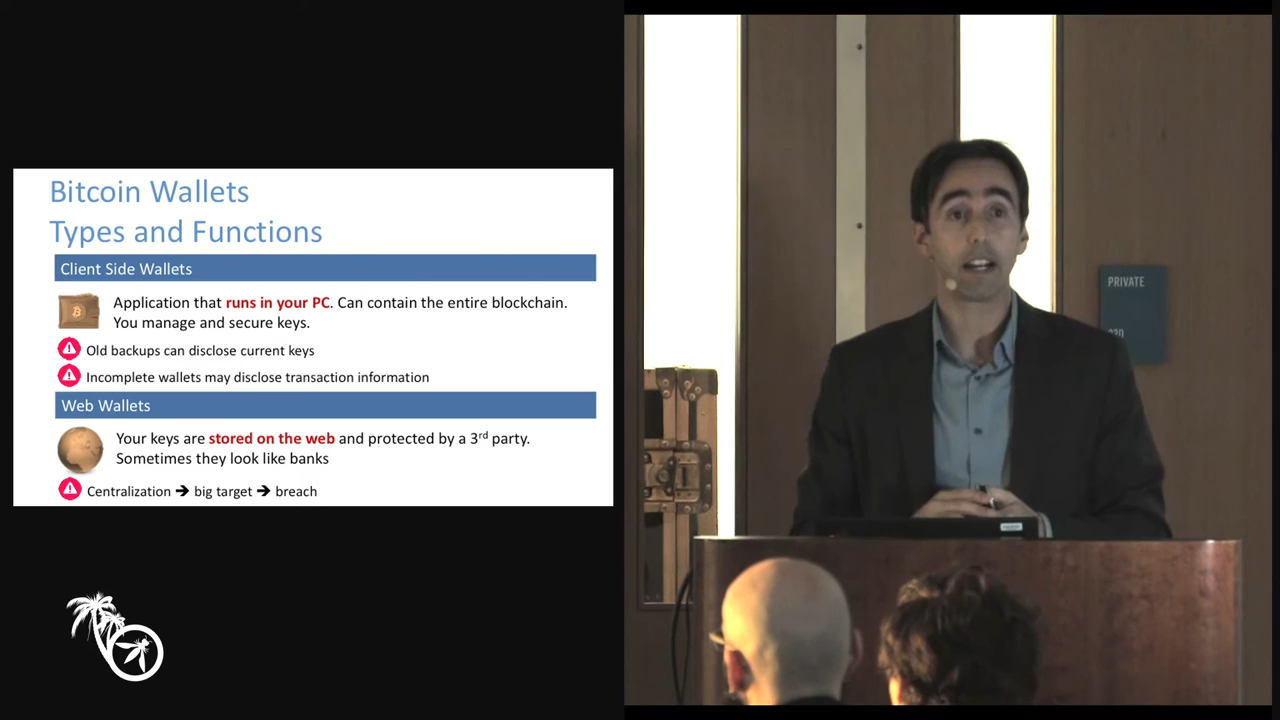 Bitcoin Wallets
Types and Functions
Client Side Wallets
Application that runs in your PC. Can contain the entire blockchain.
You manage and secure keys.
Old backups can disclose current keys
Incomplete wallets may disclose transaction information
Web Wallets
Your keys are stored on the web and protected by a 3rd party.
Sometimes they look like banks
Centralization ➔ big target ➔ breach
PRIVATE